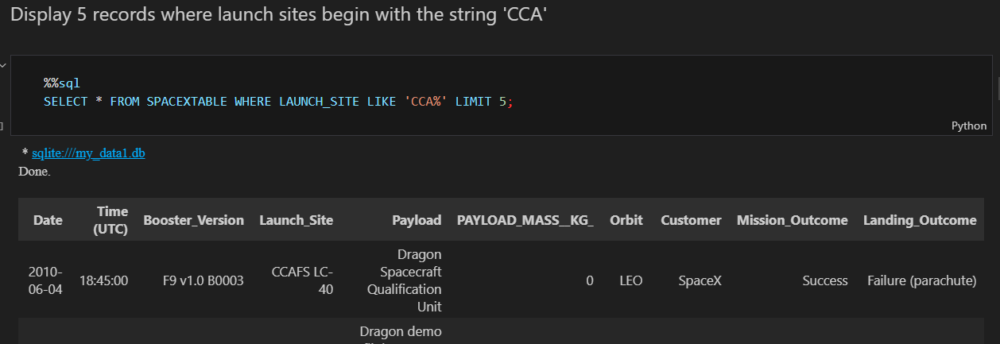 Display 5 records where launch sites begin with the string 'CCA'
%%sql
SELECT * FROM SPACEXTABLE WHERE LAUNCH_SITE LIKE 'CCA%' LIMIT 5;
Python
* sqlite:///my_data1.db
Done.
Date Time (UTC) Booster_Version Launch_Site Payload PAYLOAD_MASS__KG_ Orbit Customer Mission_Outcome Landing_Outcome
2010-06-04 18:45:00 F9 v1.0 B0003 CCAFS LC-40 Dragon Spacecraft Qualification Unit 0 LEO SpaceX Success Failure (parachute)
Dragon demo